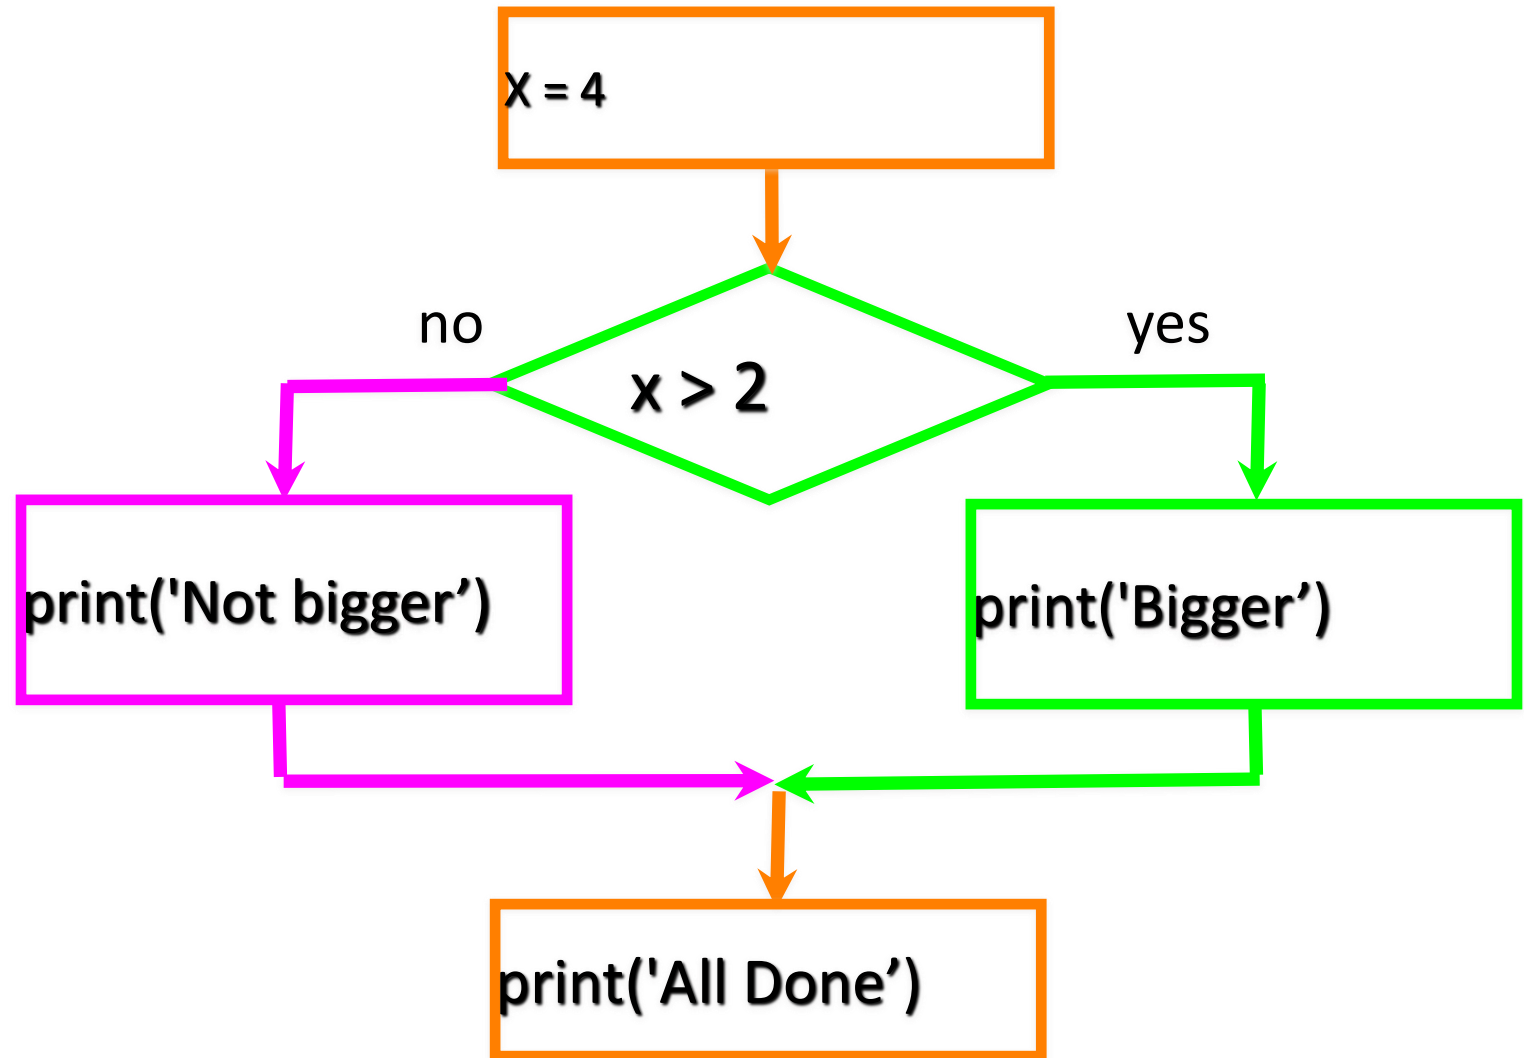 X = 4
no
yes
x > 2
print('Not bigger’)
print('Bigger’)
print('All Done’)